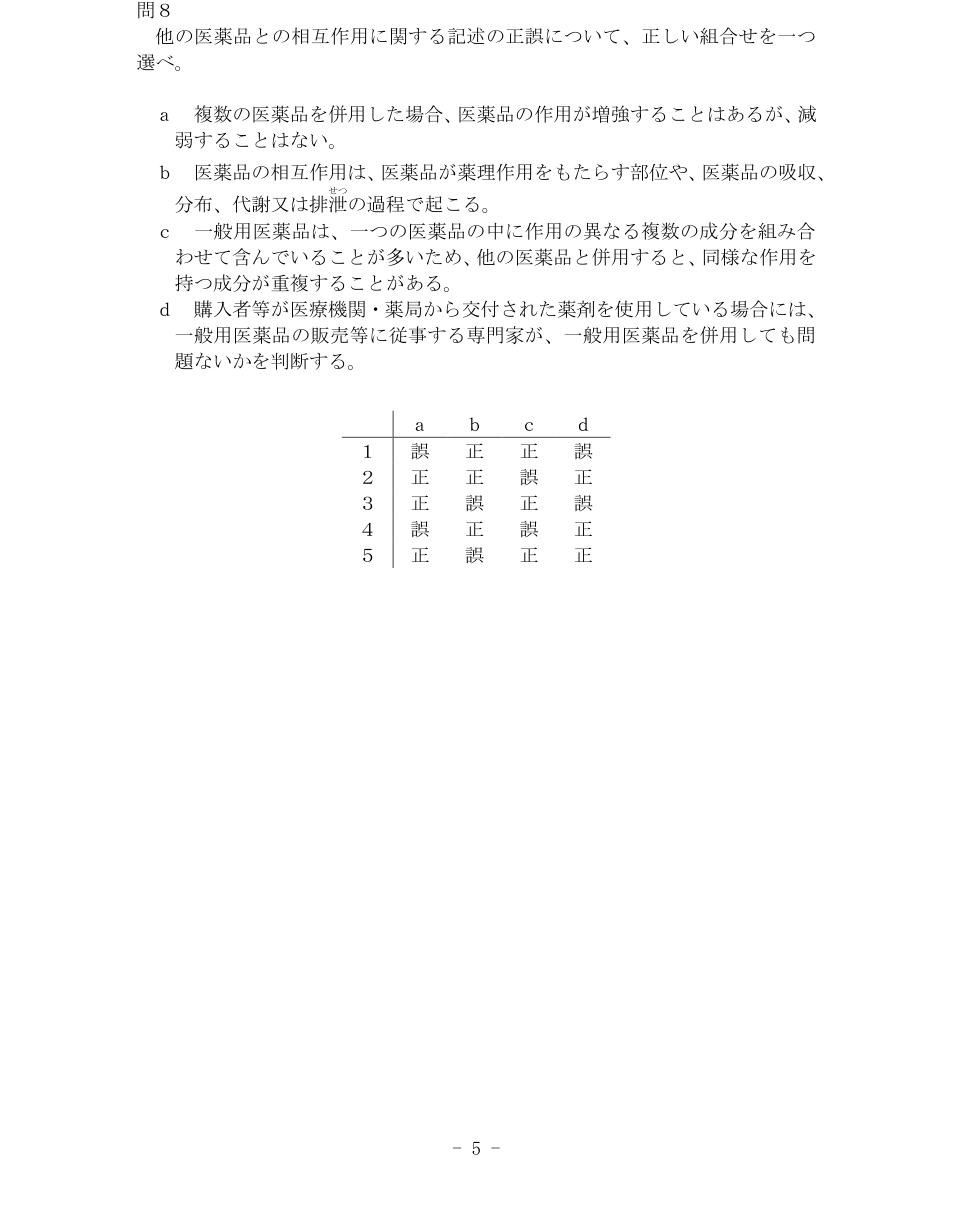 問８
他の医薬品との相互作用に関する記述の正誤について、正しい組合せを一つ
選べ。
ａ　複数の医薬品を併用した場合、医薬品の作用が増強することはあるが、減
弱することはない。
ｂ　医薬品の相互作用は、医薬品が薬理作用をもたらす部位や、医薬品の吸収、
せつ
分布、代謝又は排泄の過程で起こる。
ｃ　一般用医薬品は、一つの医薬品の中に作用の異なる複数の成分を組み合
わせて含んでいることが多いため、他の医薬品と併用すると、同様な作用を
持つ成分が重複することがある。
ｄ　購入者等が医療機関・薬局から交付された薬剤を使用している場合には、
一般用医薬品の販売等に従事する専門家が、一般用医薬品を併用しても問
題ないかを判断する。
ａ ｂ ｃ ｄ
１ 誤 正 正 誤
２ 正 正 誤 正
３ 正 誤 正 誤
４ 誤 正 誤 正
５ 正 誤 正 正
- 5 -